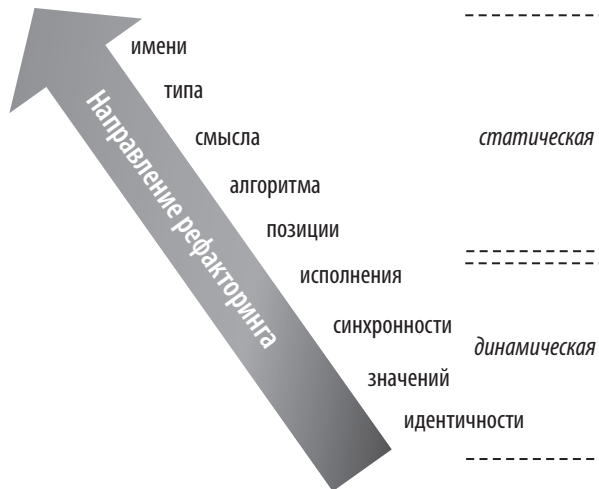 имени
типа
смысла
статическая
алгоритма
позиции
Направление рефакторинга
исполнения
синхронности
динамическая
значений
идентичности